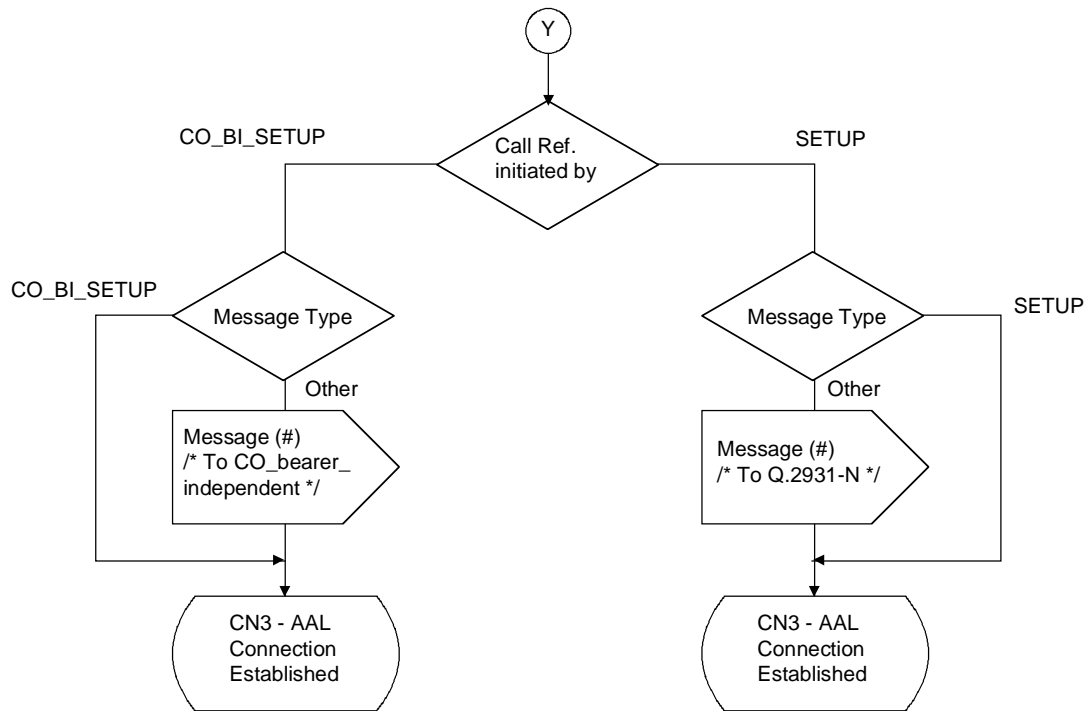 Y
CO_BI_SETUP
SETUP
Call Ref.
initiated by
CO_BI_SETUP
Message Type
Message Type
SETUP
Other
Other
Message (#)
/* To CO_bearer_
independent */
Message (#)
/* To Q.2931-N */
CN3 - AAL
Connection
Established
CN3 - AAL
Connection
Established